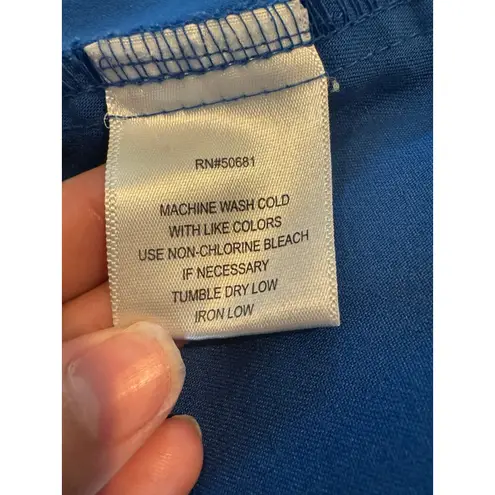 RN#50681
MACHINE WASH COLD
WITH LIKE COLORS
USE NON-CHLORINE BLEACH
IF NECESSARY
TUMBLE DRY LOW
IRON LOW